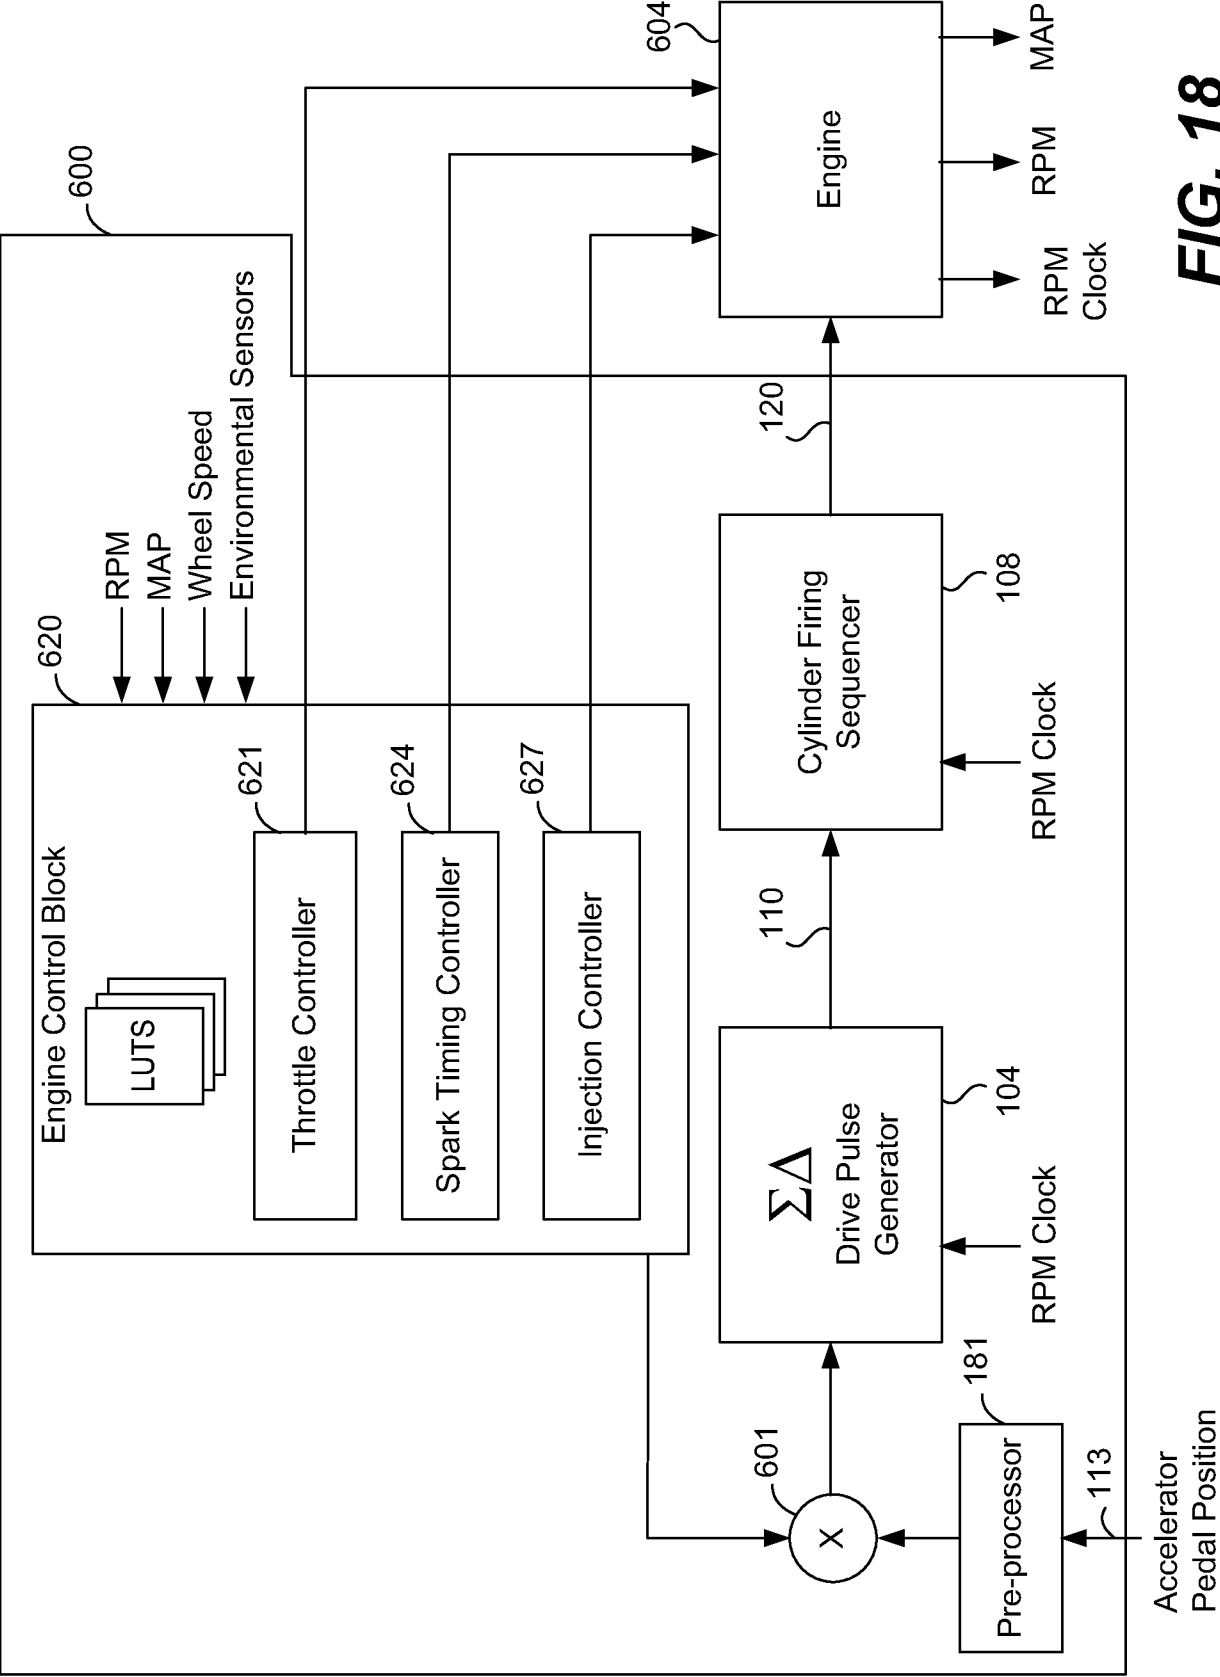 600
620
RPM
MAP
Wheel Speed
Environmental Sensors
Engine Control Block
LUTS
621
Throttle Controller
624
Spark Timing Controller
627
Injection Controller
604
Engine
RPM
Clock
RPM
MAP
601
X
181
Pre-processor
113
Accelerator
Pedal Position
ΣΔ
Drive Pulse
Generator
104
RPM Clock
110
Cylinder Firing
Sequencer
108
RPM Clock
120
FIG. 18